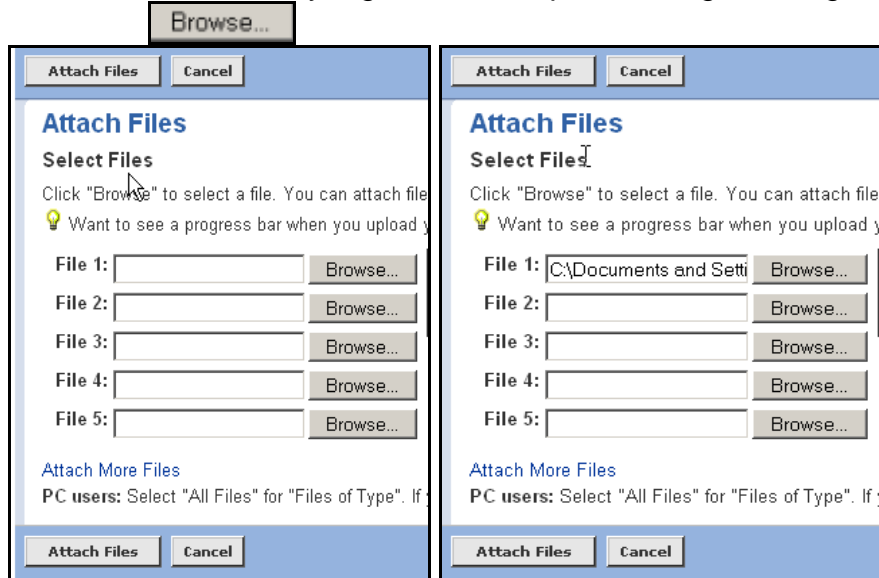 Browse...
Attach Files Cancel
Attach Files
Select Files
Click "Browse" to select a file. You can attach file
Want to see a progress bar when you upload
File 1: Browse...
File 2: Browse...
File 3: Browse...
File 4: Browse...
File 5: Browse...
Attach More Files
PC users: Select "All Files" for "Files of Type". If
Attach Files Cancel
Attach Files Cancel
Attach Files
Select Files
Click "Browse" to select a file. You can attach file
Want to see a progress bar when you upload
File 1: C:\Documents and Setti Browse...
File 2: Browse...
File 3: Browse...
File 4: Browse...
File 5: Browse...
Attach More Files
PC users: Select "All Files" for "Files of Type". If
Attach Files Cancel